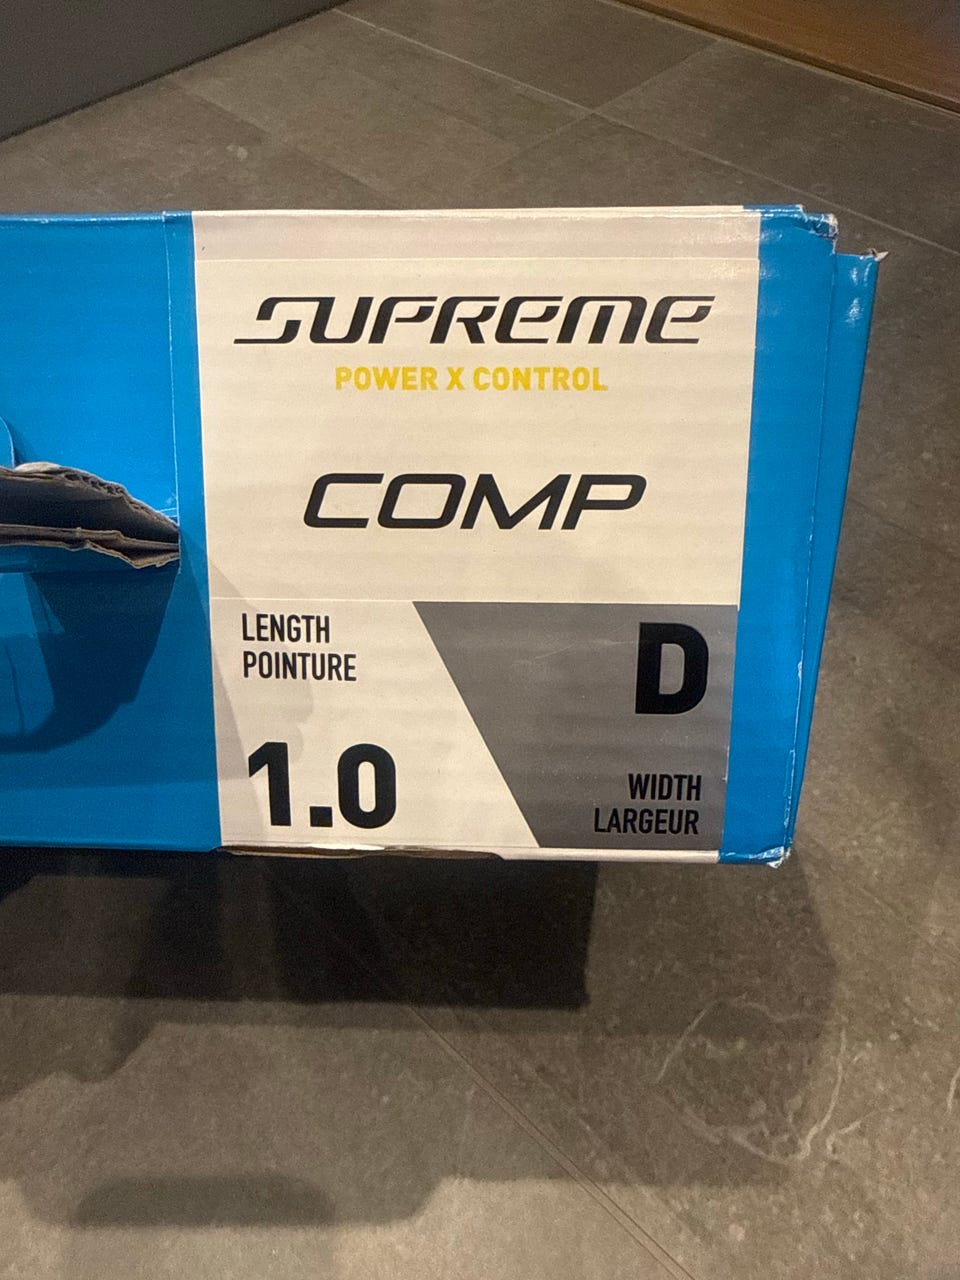 SUPREME
POWER X CONTROL
COMP
LENGTH
POINTURE
1.0
D
WIDTH
LARGEUR